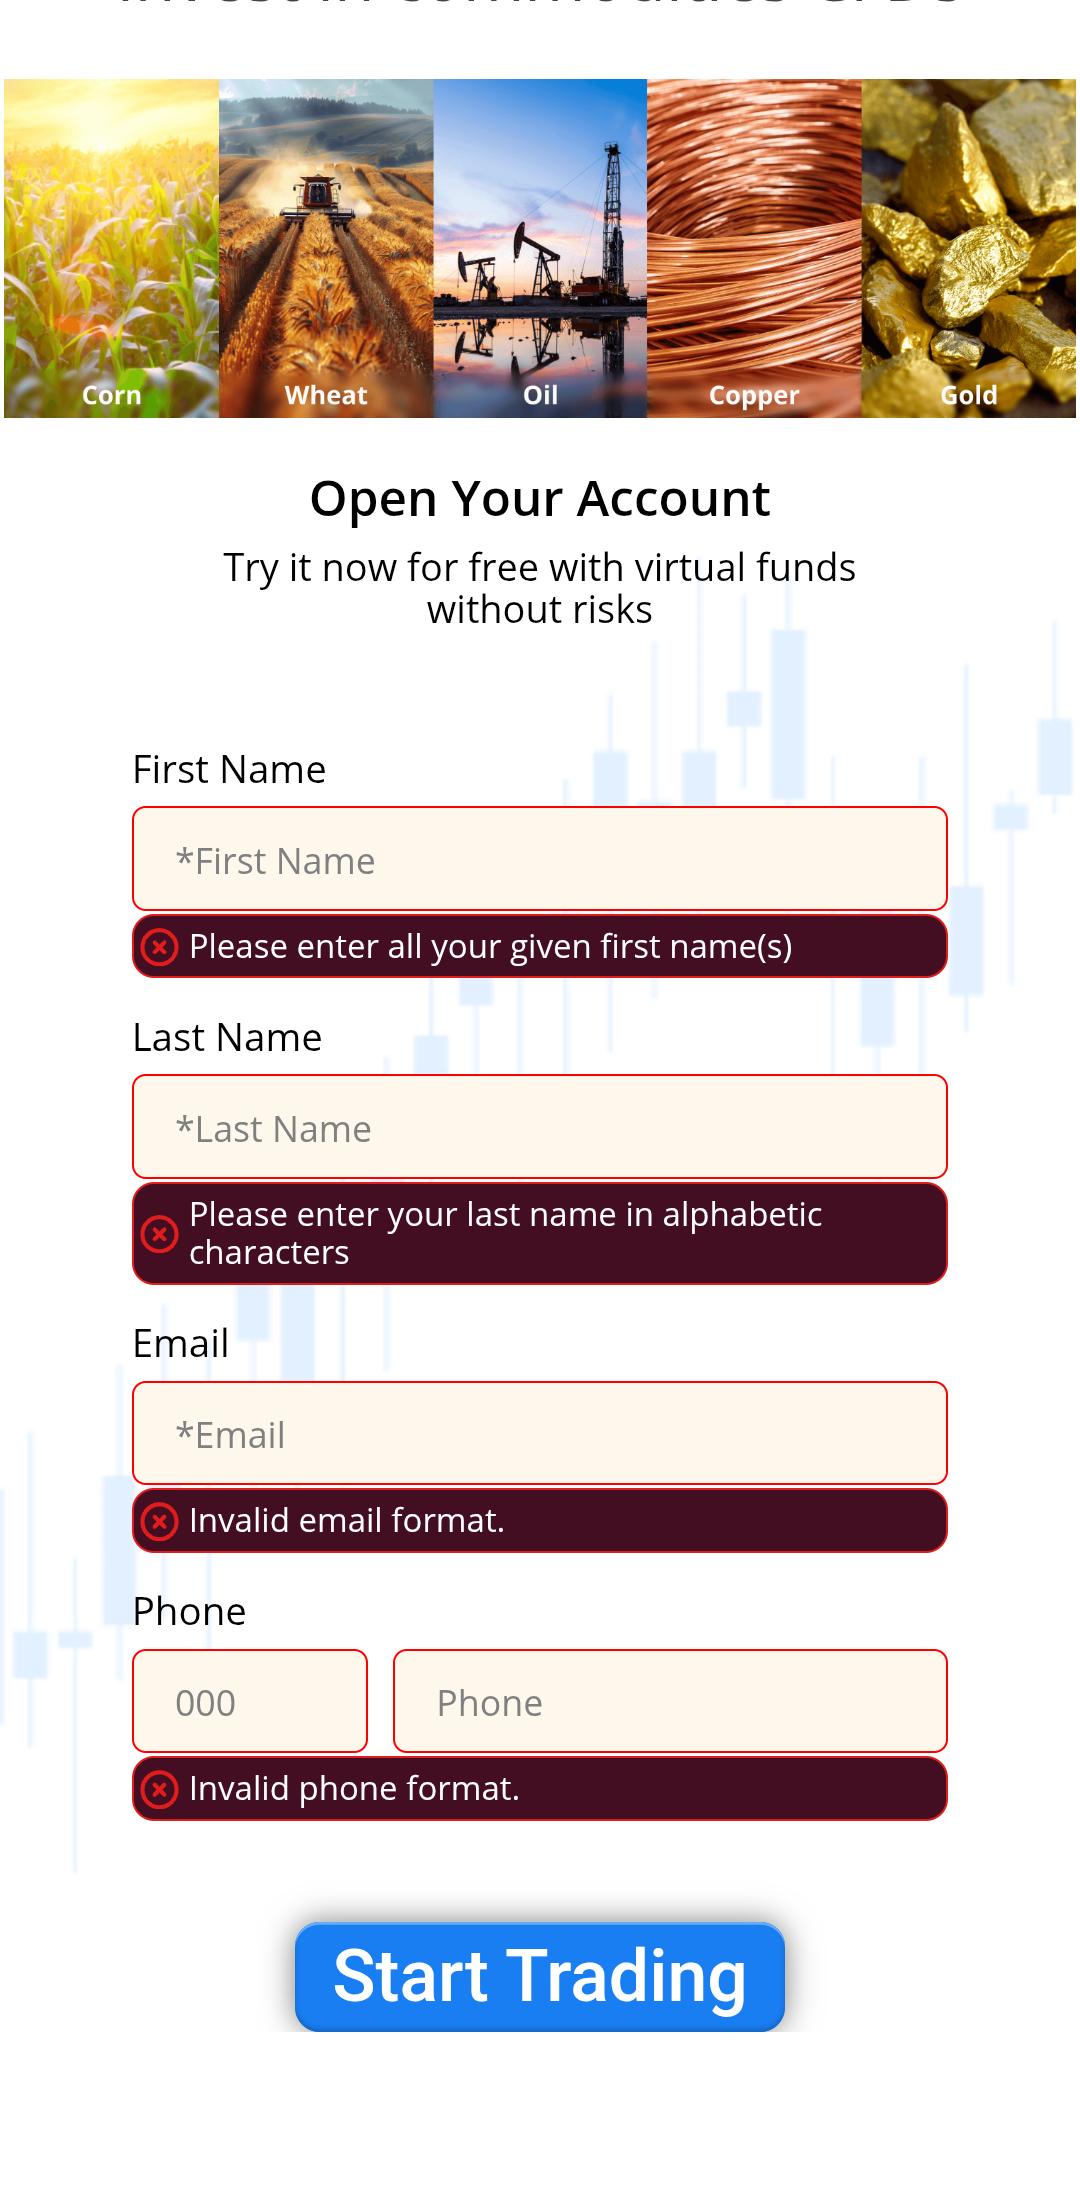 Corn
Wheat
Oil
Copper
Gold
Open Your Account
Try it now for free with virtual funds
without risks
First Name
*First Name
Please enter all your given first name(s)
Last Name
*Last Name
Please enter your last name in alphabetic
characters
Email
*Email
Invalid email format.
Phone
000
Phone
Invalid phone format.
Start Trading